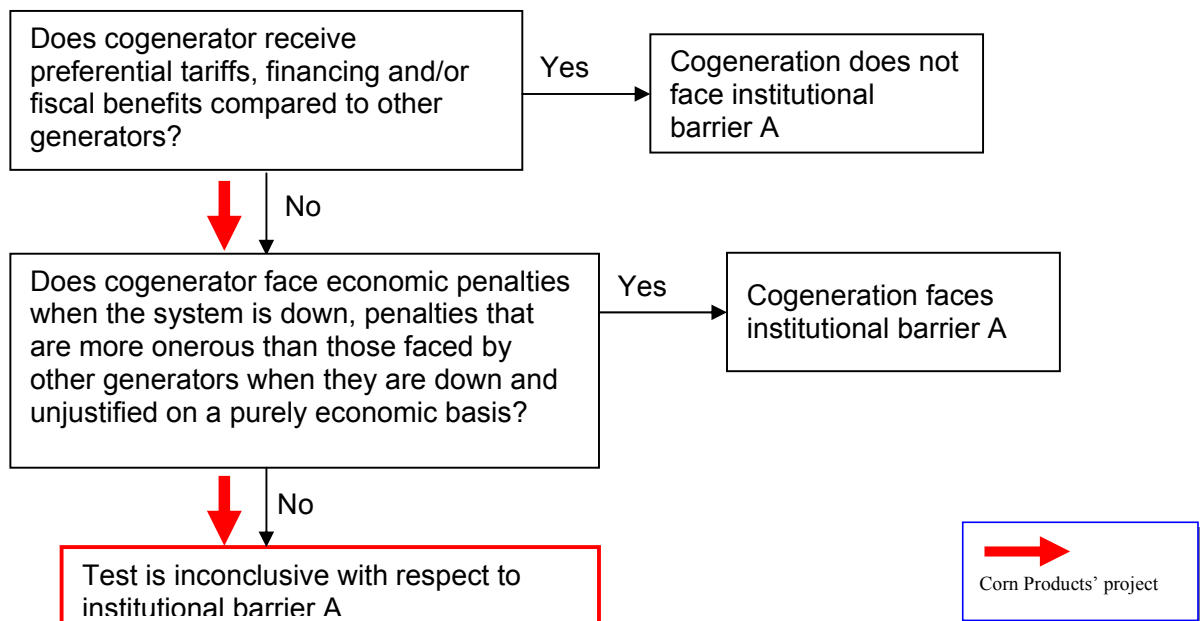 Does cogenerator receive
preferential tariffs, financing and/or
fiscal benefits compared to other
generators?
Yes
Cogeneration does not
face institutional
barrier A
No
Does cogenerator face economic penalties
when the system is down, penalties that
are more onerous than those faced by
other generators when they are down and
unjustified on a purely economic basis?
Yes
Cogeneration faces
institutional barrier A
No
Test is inconclusive with respect to
institutional barrier A
Corn Products’ project